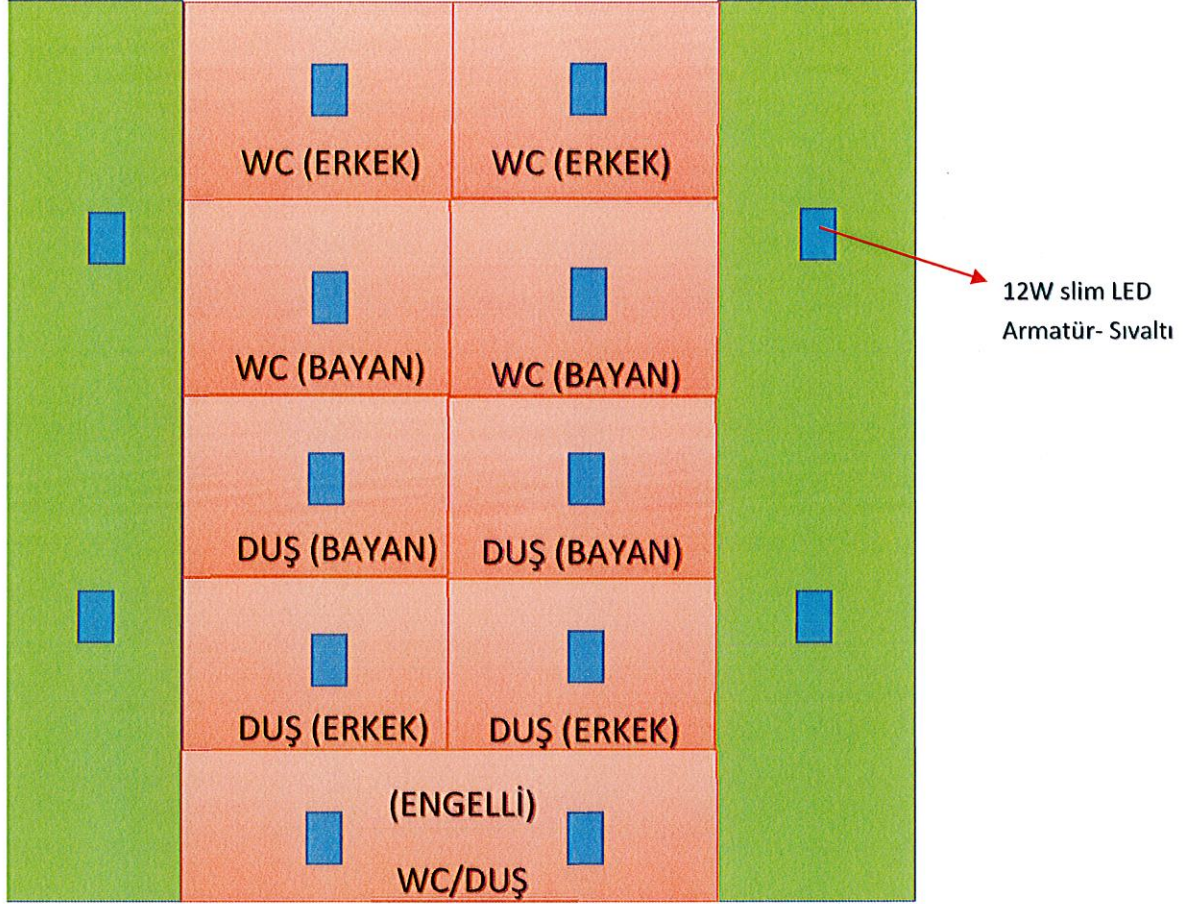 WC (ERKEK)
WC (ERKEK)
WC (BAYAN)
WC (BAYAN)
DUŞ (BAYAN)
DUŞ (BAYAN)
DUŞ (ERKEK)
DUŞ (ERKEK)
(ENGELLİ)
WC/DUŞ
12W slim LED
Armatür- Sıvaltı